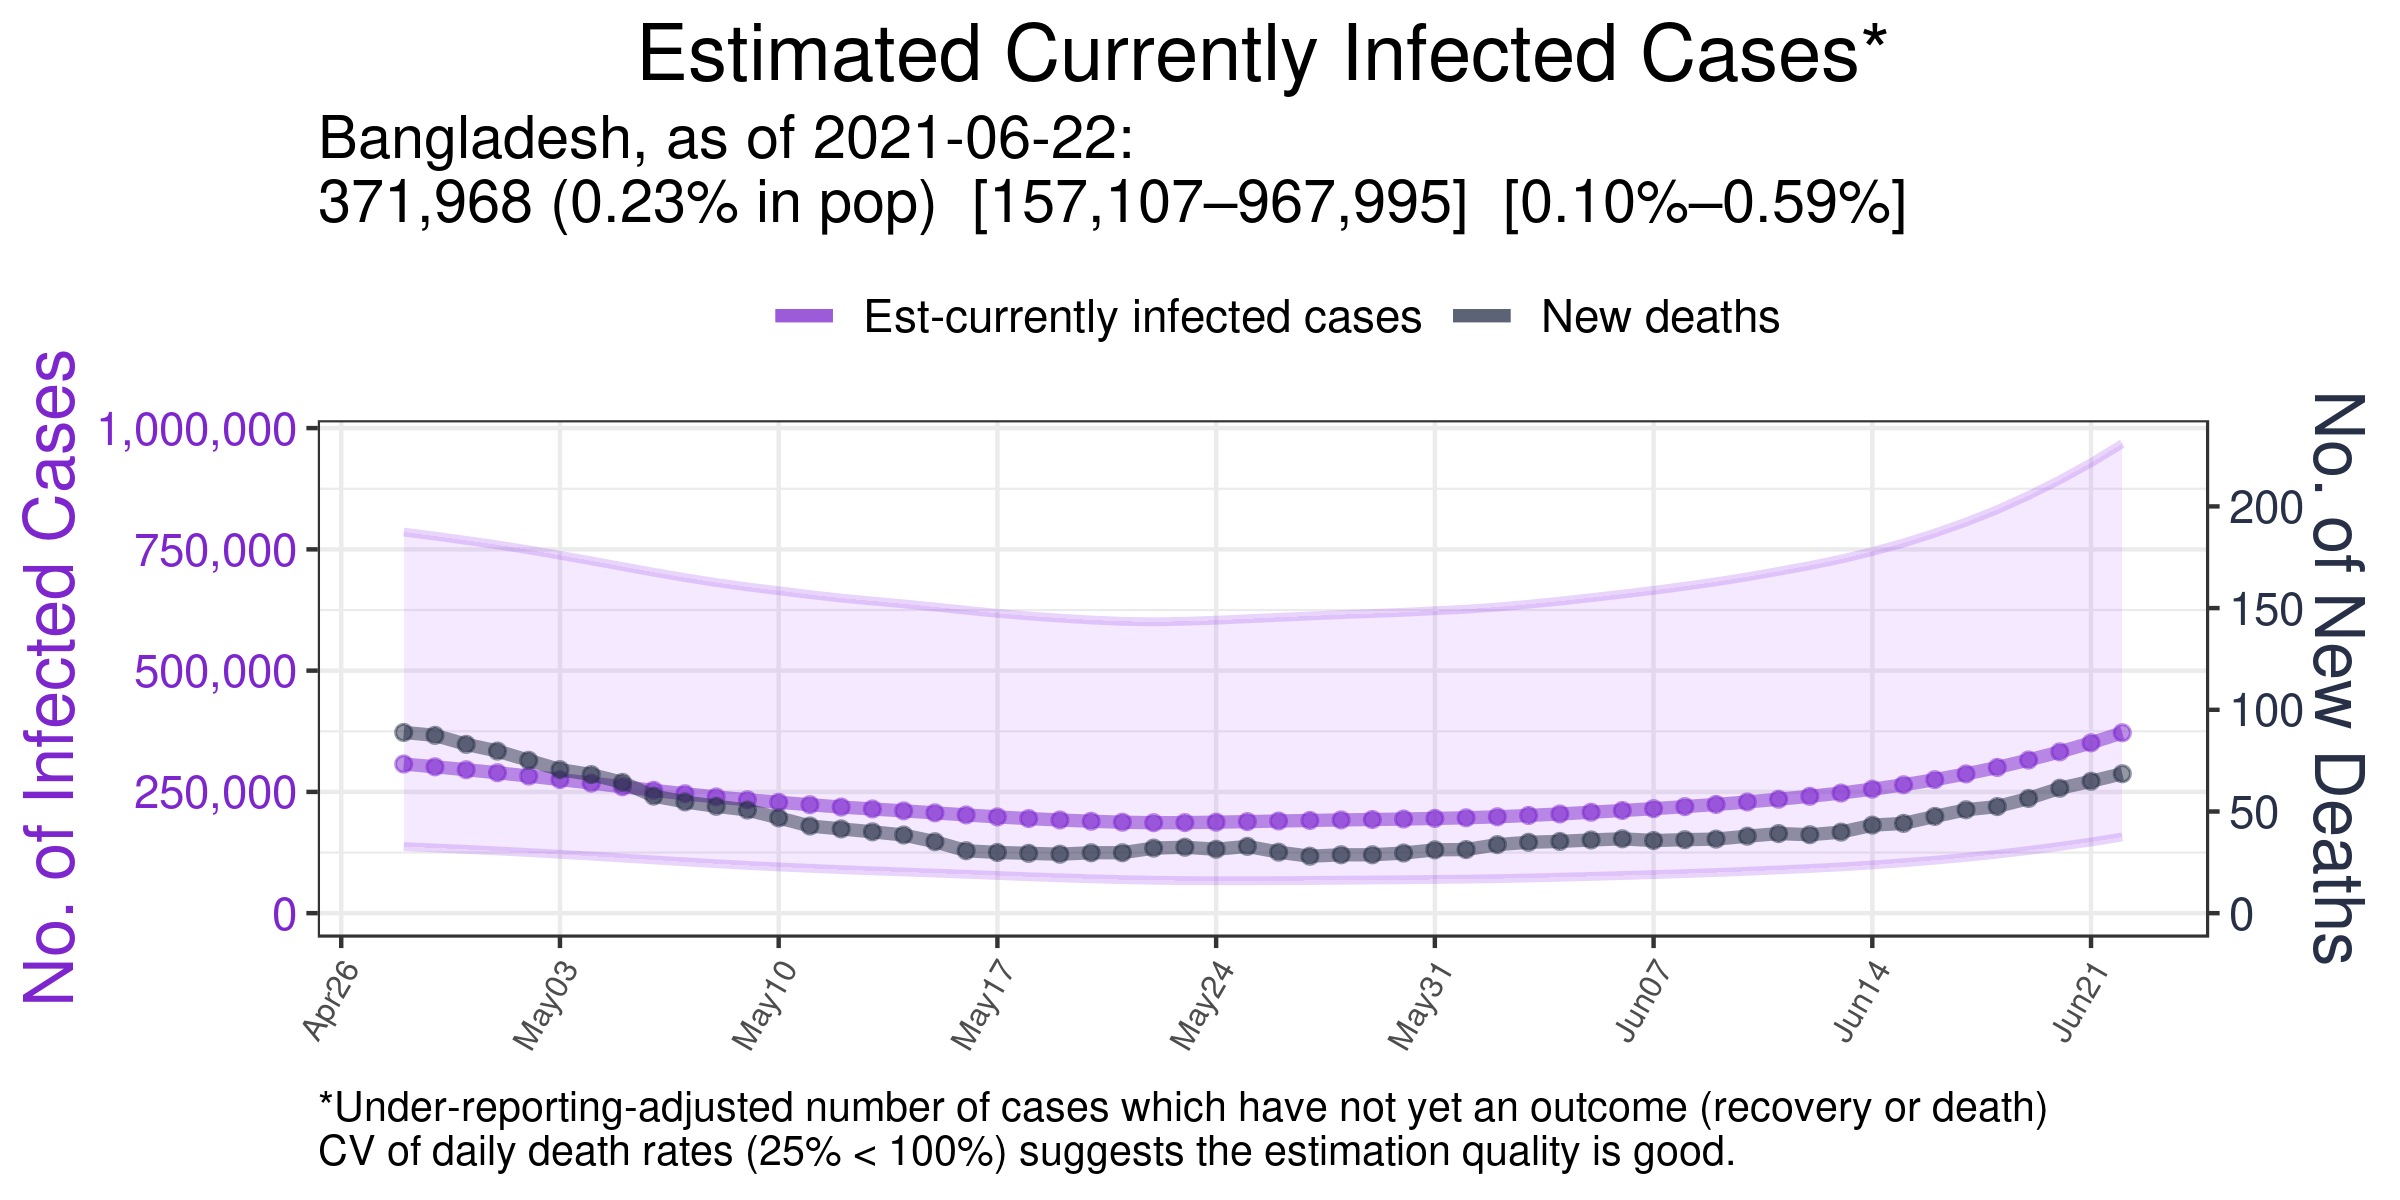 Estimated Currently Infected Cases*
Bangladesh, as of 2021-06-22:
371,968 (0.23% in pop) [157,107–967,995] [0.10%–0.59%]
Est-currently infected cases
New deaths
No. of Infected Cases
1,000,000
750,000
500,000
250,000
0
200
150
100
50
0
No. of New Deaths
Apr26
May03
May10
May17
May24
May31
Jun07
Jun14
Jun21
*Under-reporting-adjusted number of cases which have not yet an outcome (recovery or death)
CV of daily death rates (25% < 100%) suggests the estimation quality is good.